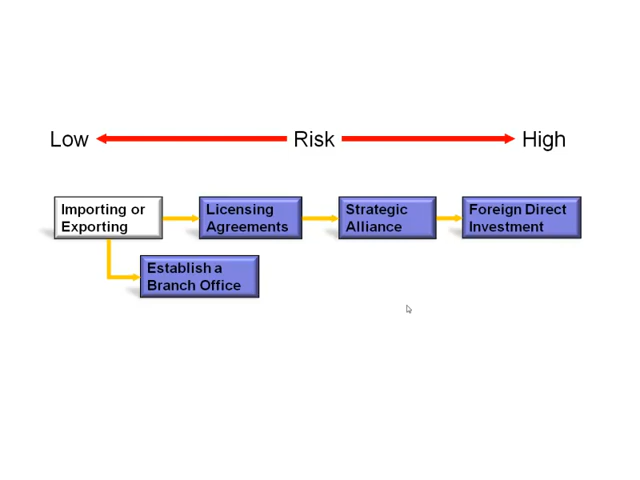 Low Risk High
Importing or
Exporting
Licensing
Agreements
Strategic
Alliance
Foreign Direct
Investment
Establish a
Branch Office